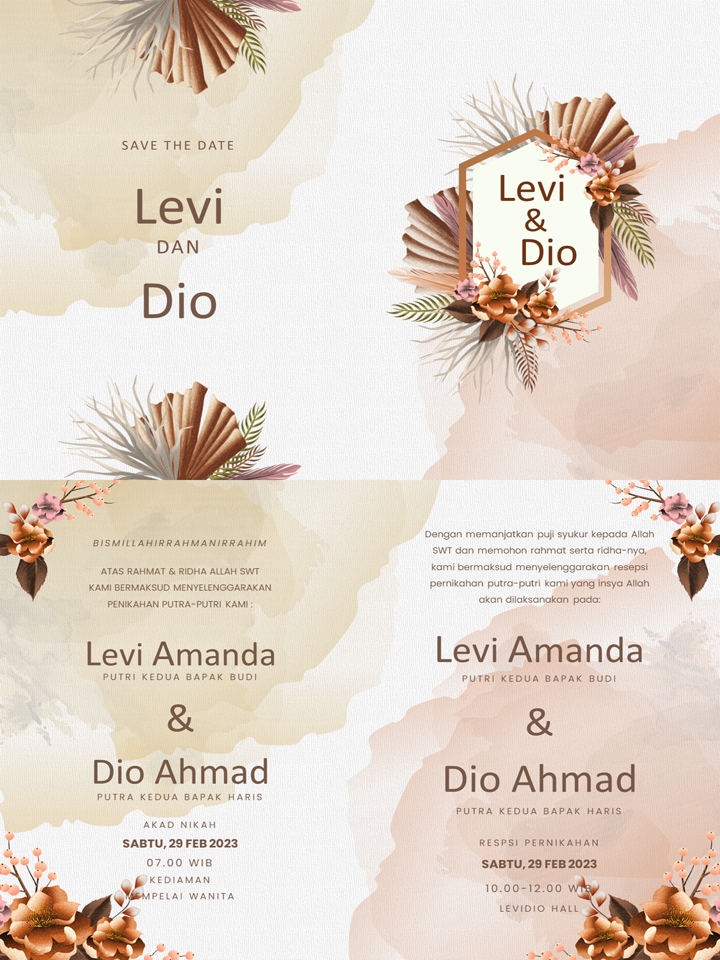 SAVE THE DATE
Levi
DAN
Dio
Levi
&
Dio
BISMILLAHIRRAHMANIRRAHIM
ATAS RAHMAT & RIDHA ALLAH SWT
KAMI BERMAKSUD MENYELENGGARAKAN
PENIKAHAN PUTRA-PUTRI KAMI :
Levi Amanda
PUTRI KEDUA BAPAK BUDI
&
Dio Ahmad
PUTRA KEDUA BAPAK HARIS
AKAD NIKAH
SABTU, 29 FEB 2023
07.00 WIB
KEDIAMAN
MEMPELAI WANITA
Dengan memanjatkan puji syukur kepada Allah
SWT dan memohon rahmat serta ridha-nya,
kami bermaksud menyelenggarakan resepsi
pernikahan putra-putri kami yang insya Allah
akan dilaksanakan pada:
Levi Amanda
PUTRI KEDUA BAPAK BUDI
&
Dio Ahmad
PUTRA KEDUA BAPAK HARIS
RESPSI PERNIKAHAN
SABTU, 29 FEB 2023
10.00-12.00 WIB
LEVIDIO HALL